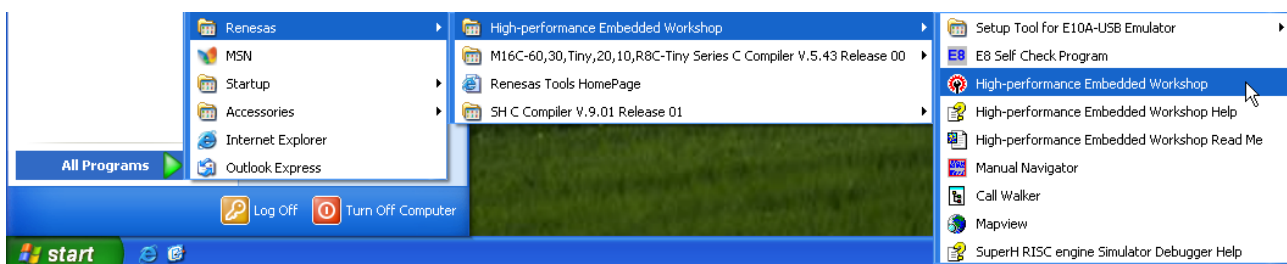 Renesas
MSN
Startup
Accessories
Internet Explorer
Outlook Express
All Programs
Log Off
Turn Off Computer
start
High-performance Embedded Workshop
M16C-60,30,Tiny,20,10,R8C-Tiny Series C Compiler V.5.43 Release 00
Renesas Tools HomePage
SH C Compiler V.9.01 Release 01
Setup Tool for E10A-USB Emulator
E8 E8 Self Check Program
High-performance Embedded Workshop
High-performance Embedded Workshop Help
High-performance Embedded Workshop Read Me
Manual Navigator
Call Walker
Mapview
SuperH RISC engine Simulator Debugger Help